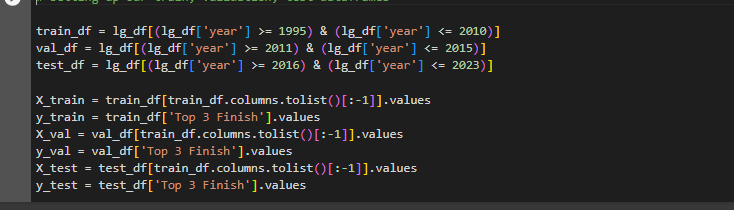 train_df = lg_df[(lg_df['year'] >= 1995) & (lg_df['year'] <= 2010)]
val_df = lg_df[(lg_df['year'] >= 2011) & (lg_df['year'] <= 2015)]
test_df = lg_df[(lg_df['year'] >= 2016) & (lg_df['year'] <= 2023)]
X_train = train_df[train_df.columns.tolist()[:-1]].values
y_train = train_df['Top 3 Finish'].values
X_val = val_df[train_df.columns.tolist()[:-1]].values
y_val = val_df['Top 3 Finish'].values
X_test = test_df[train_df.columns.tolist()[:-1]].values
y_test = test_df['Top 3 Finish'].values